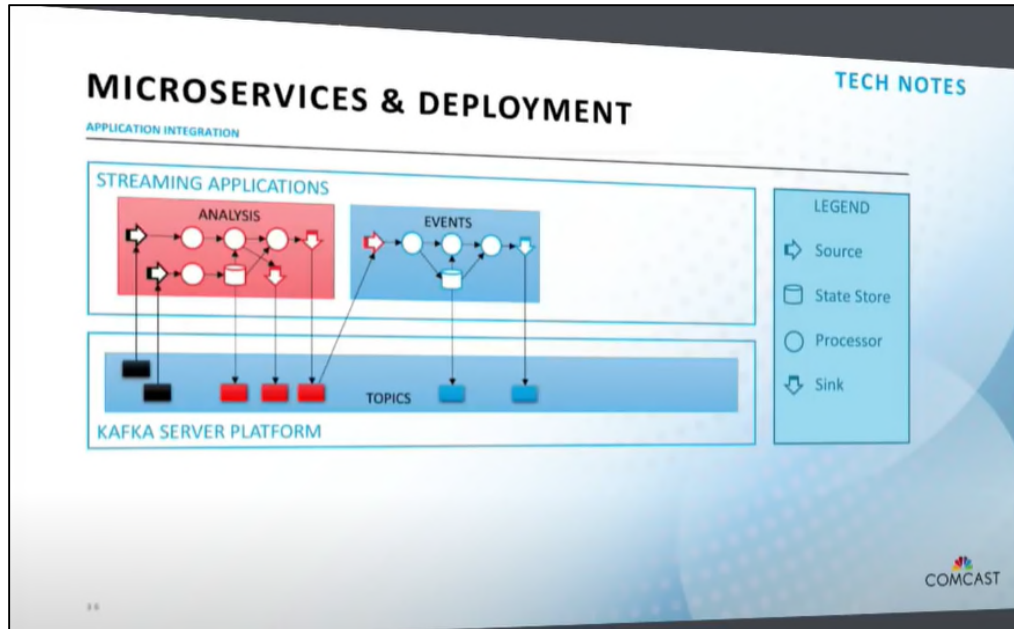 TECH NOTES
MICROSERVICES & DEPLOYMENT
APPLICATION INTEGRATION
STREAMING APPLICATIONS
ANALYSIS
EVENTS
LEGEND
Source
State Store
Processor
Sink
TOPICS
KAFKA SERVER PLATFORM
COMCAST